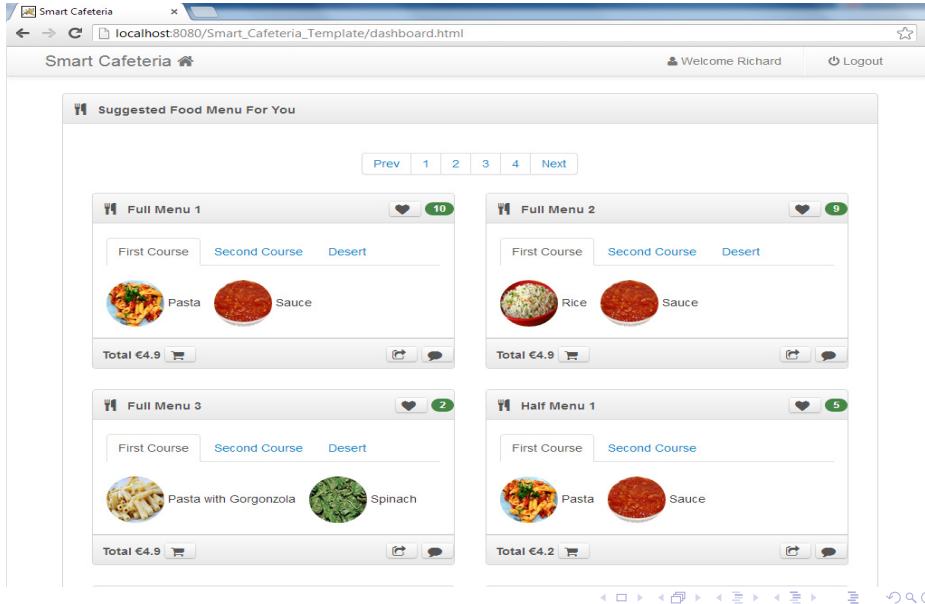 Smart Cafeteria
localhost:8080/Smart_Cafeteria_Template/dashboard.html
Smart Cafeteria Welcome Richard Logout
Suggested Food Menu For You
Prev 1 2 3 4 Next
Full Menu 1 10
First Course Second Course Desert
Pasta Sauce
Total €4.9
Full Menu 2 9
First Course Second Course Desert
Rice Sauce
Total €4.9
Full Menu 3 2
First Course Second Course Desert
Pasta with Gorgonzola Spinach
Total €4.9
Half Menu 1 5
First Course Second Course
Pasta Sauce
Total €4.2